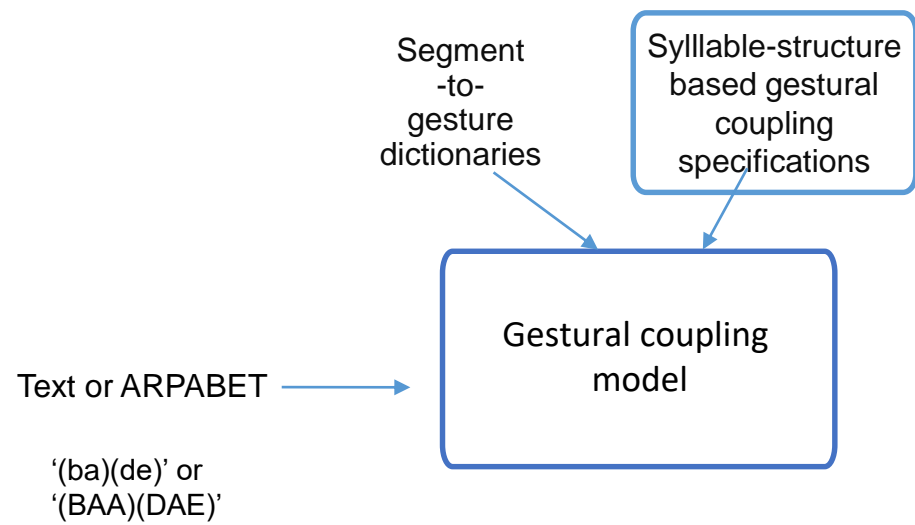 Segment
-to-
gesture
dictionaries
Sylllable-structure
based gestural
coupling
specifications
Gestural coupling
model
Text or ARPABET
‘(ba)(de)’ or
‘(BAA)(DAE)’